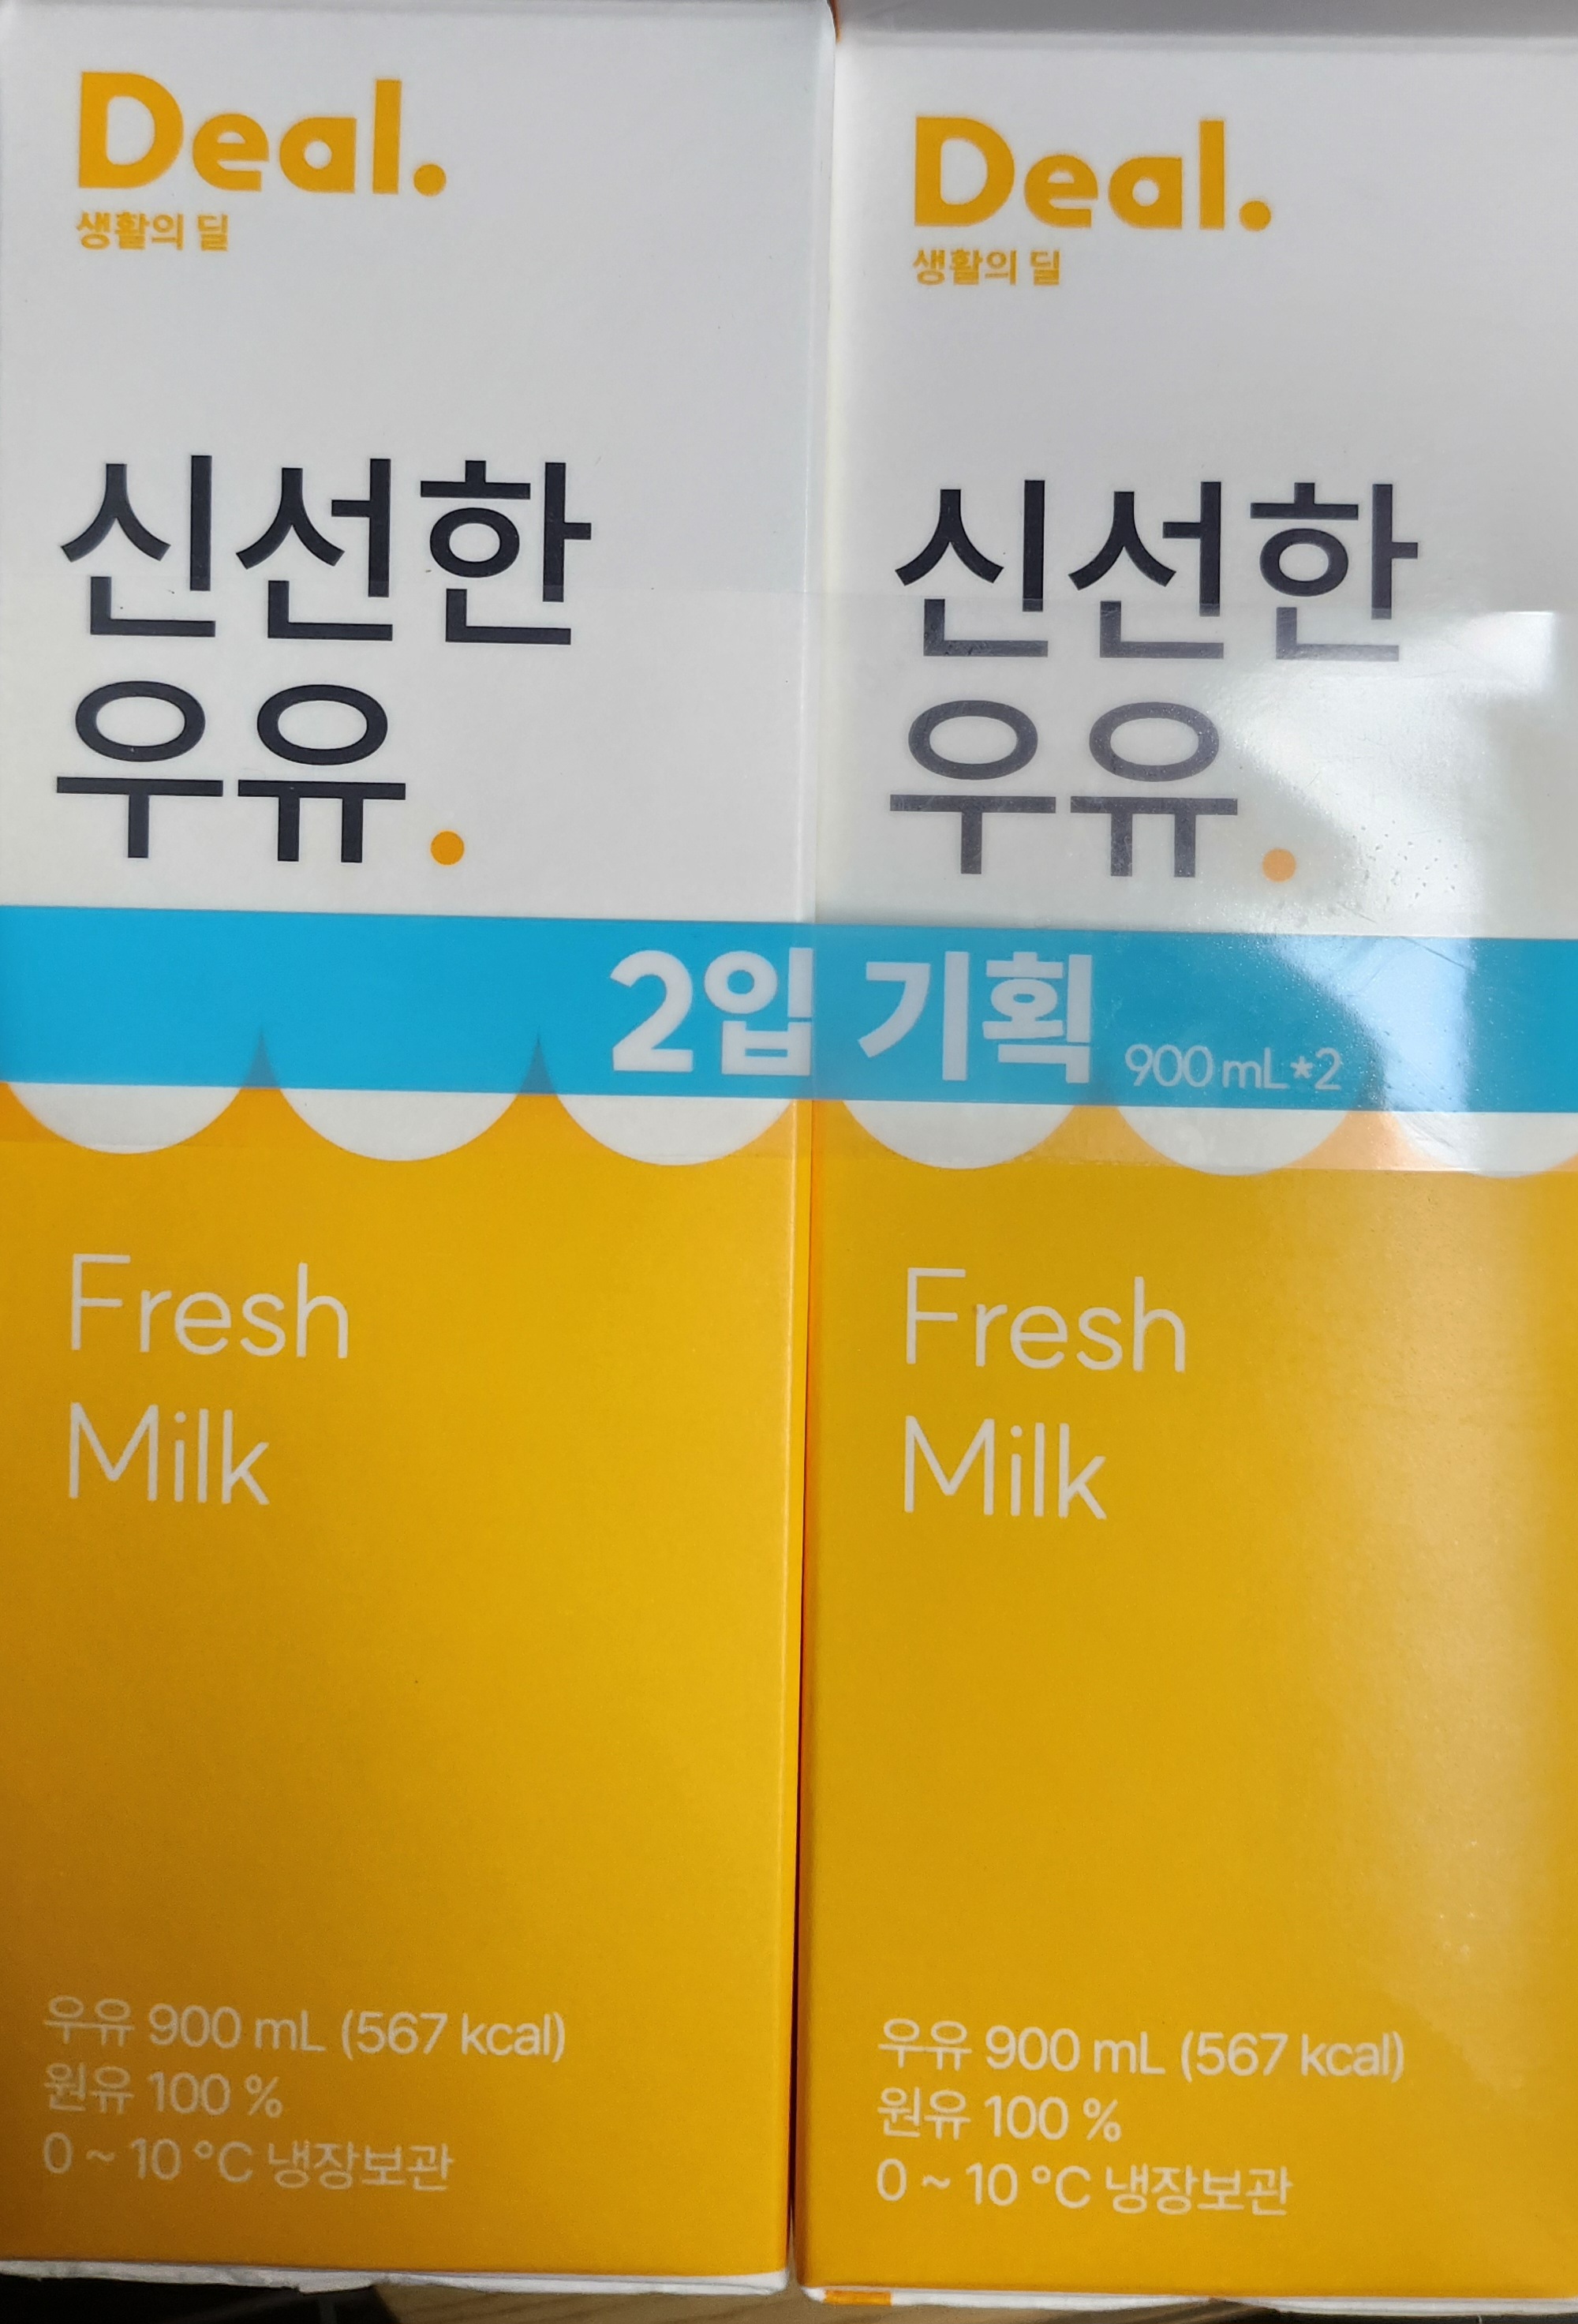 Deal.
생활의 딜
신선한
우유.
Deal.
생활의 딜
신선한
우유.
2입 기획 900 mL*2
Fresh
Milk
우유 900 mL (567 kcal)
원유 100 %
0 ~ 10 °C 냉장보관
Fresh
Milk
우유 900 mL (567 kcal)
원유 100 %
0 ~ 10 °C 냉장보관